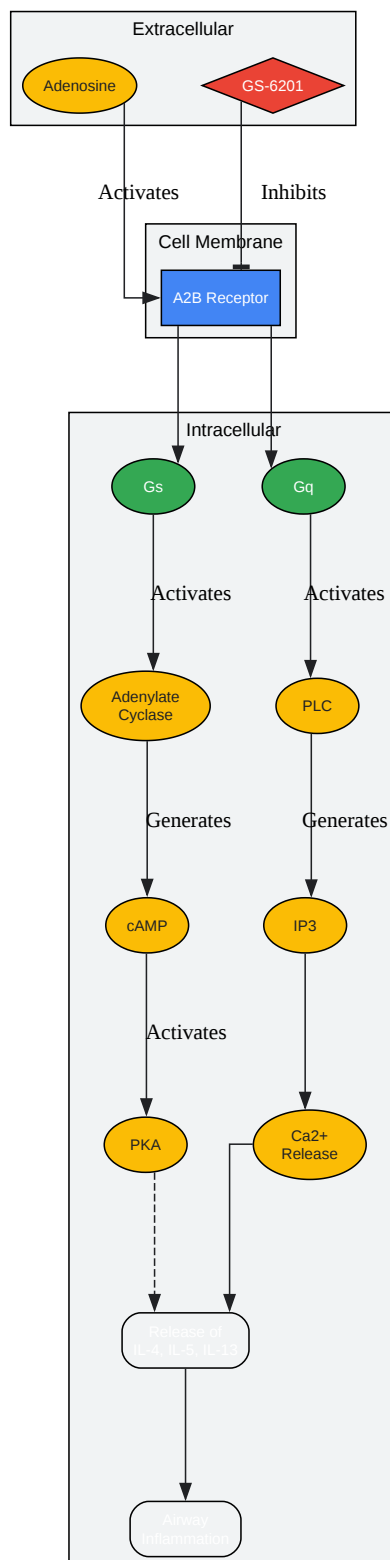 Extracellular
Adenosine
GS-6201
Activates
Inhibits
Cell Membrane
A2B Receptor
Intracellular
Gs
Gq
Activates
Activates
Adenylate
Cyclase
PLC
Generates
Generates
cAMP
IP3
Activates
PKA
Ca2+
Release
Release of
IL-4, IL-5, IL-13
Airway
Inflammation